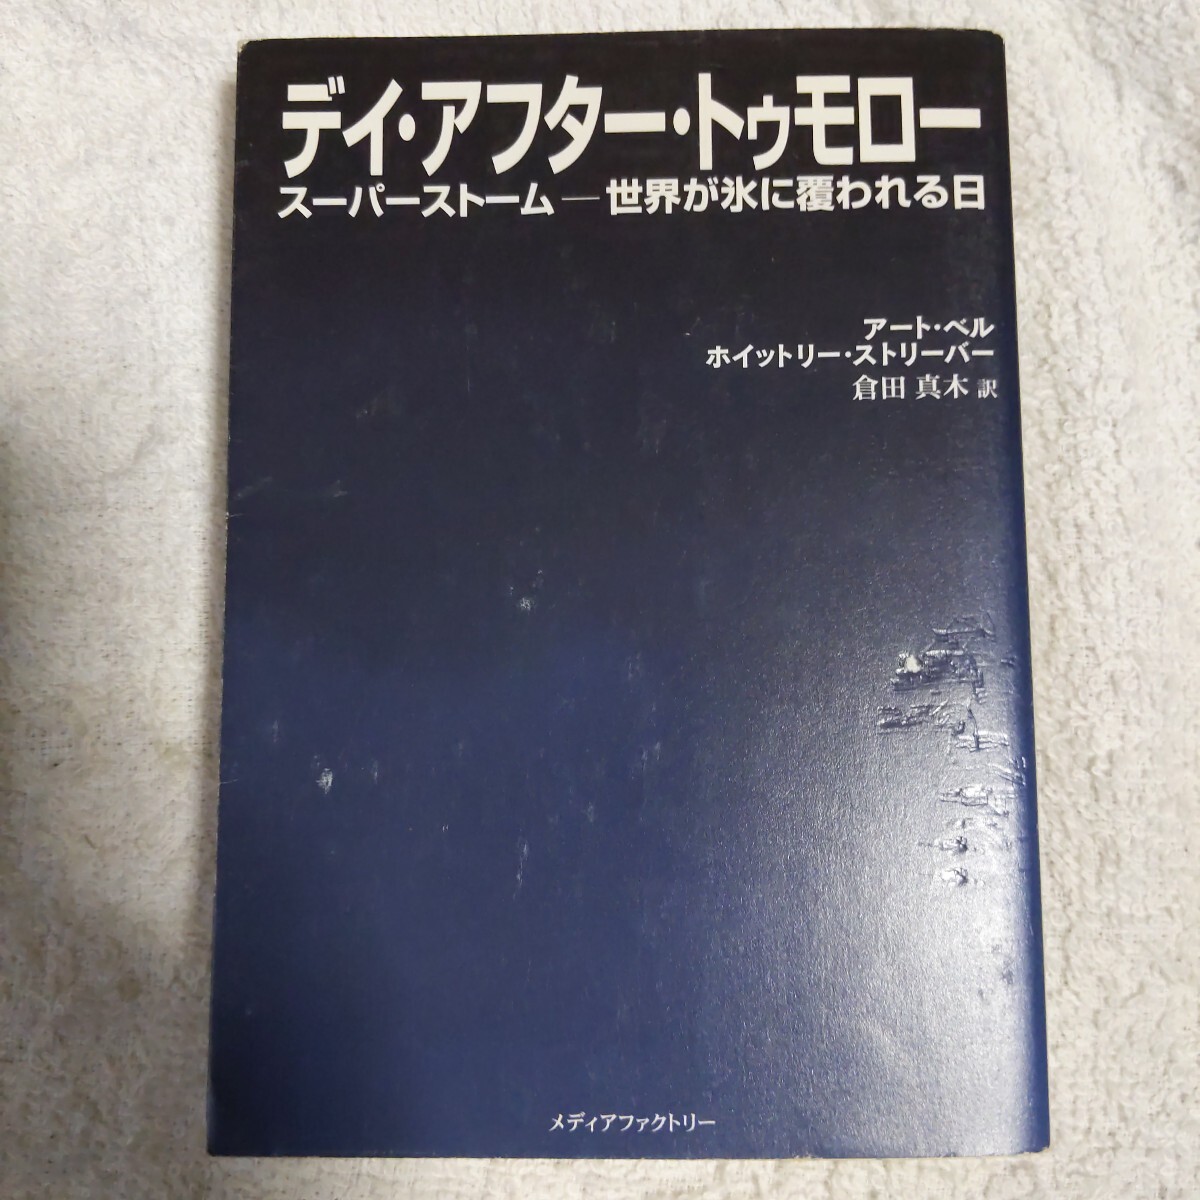 デイ・アフター・トゥモロー
スーパーストーム―世界が氷に覆われる日
アート・ベル
ホイットリー・ストリーバー
倉田 真木 訳
メディアファクトリー